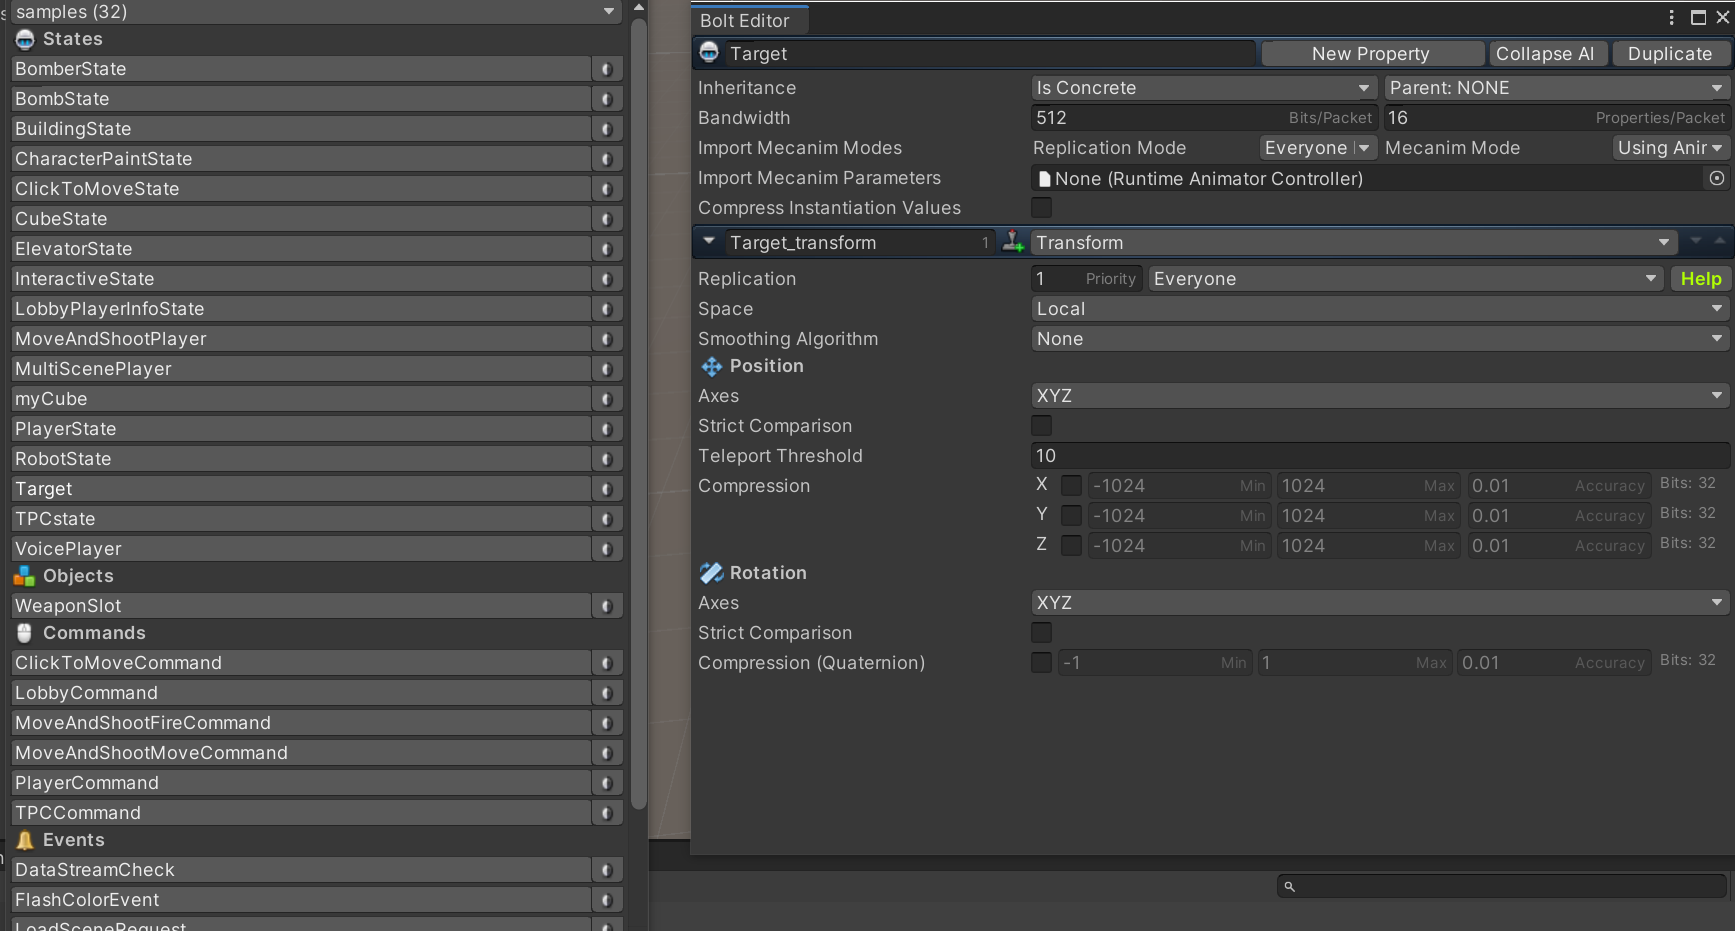 samples (32)
States
BomberState
BombState
BuildingState
CharacterPaintState
ClickToMoveState
CubeState
ElevatorState
InteractiveState
LobbyPlayerInfoState
MoveAndShootPlayer
MultiScenePlayer
myCube
PlayerState
RobotState
Target
TPCstate
VoicePlayer
Objects
WeaponSlot
Commands
ClickToMoveCommand
LobbyCommand
MoveAndShootFireCommand
MoveAndShootMoveCommand
PlayerCommand
TPCCommand
Events
DataStreamCheck
FlashColorEvent
LoadSceneRequest
Bolt Editor
Target New Property Collapse Al Duplicate
Inheritance Is Concrete Parent: NONE
Bandwidth 512 Bits/Packet 16 Properties/Packet
Import Mecanim Modes Replication Mode Everyone Mecanim Mode Using Anir
Import Mecanim Parameters None (Runtime Animator Controller)
Compress Instantiation Values
Target_transform 1 Transform
Replication 1 Priority Everyone Help
Space Local
Smoothing Algorithm None
Position
Axes XYZ
Strict Comparison
Teleport Threshold 10
Compression X -1024 Min 1024 Max 0.01 Accuracy Bits: 32
Y -1024 Min 1024 Max 0.01 Accuracy Bits: 32
Z -1024 Min 1024 Max 0.01 Accuracy Bits: 32
Rotation
Axes XYZ
Strict Comparison
Compression (Quaternion) -1 Min 1 Max 0.01 Accuracy Bits: 32